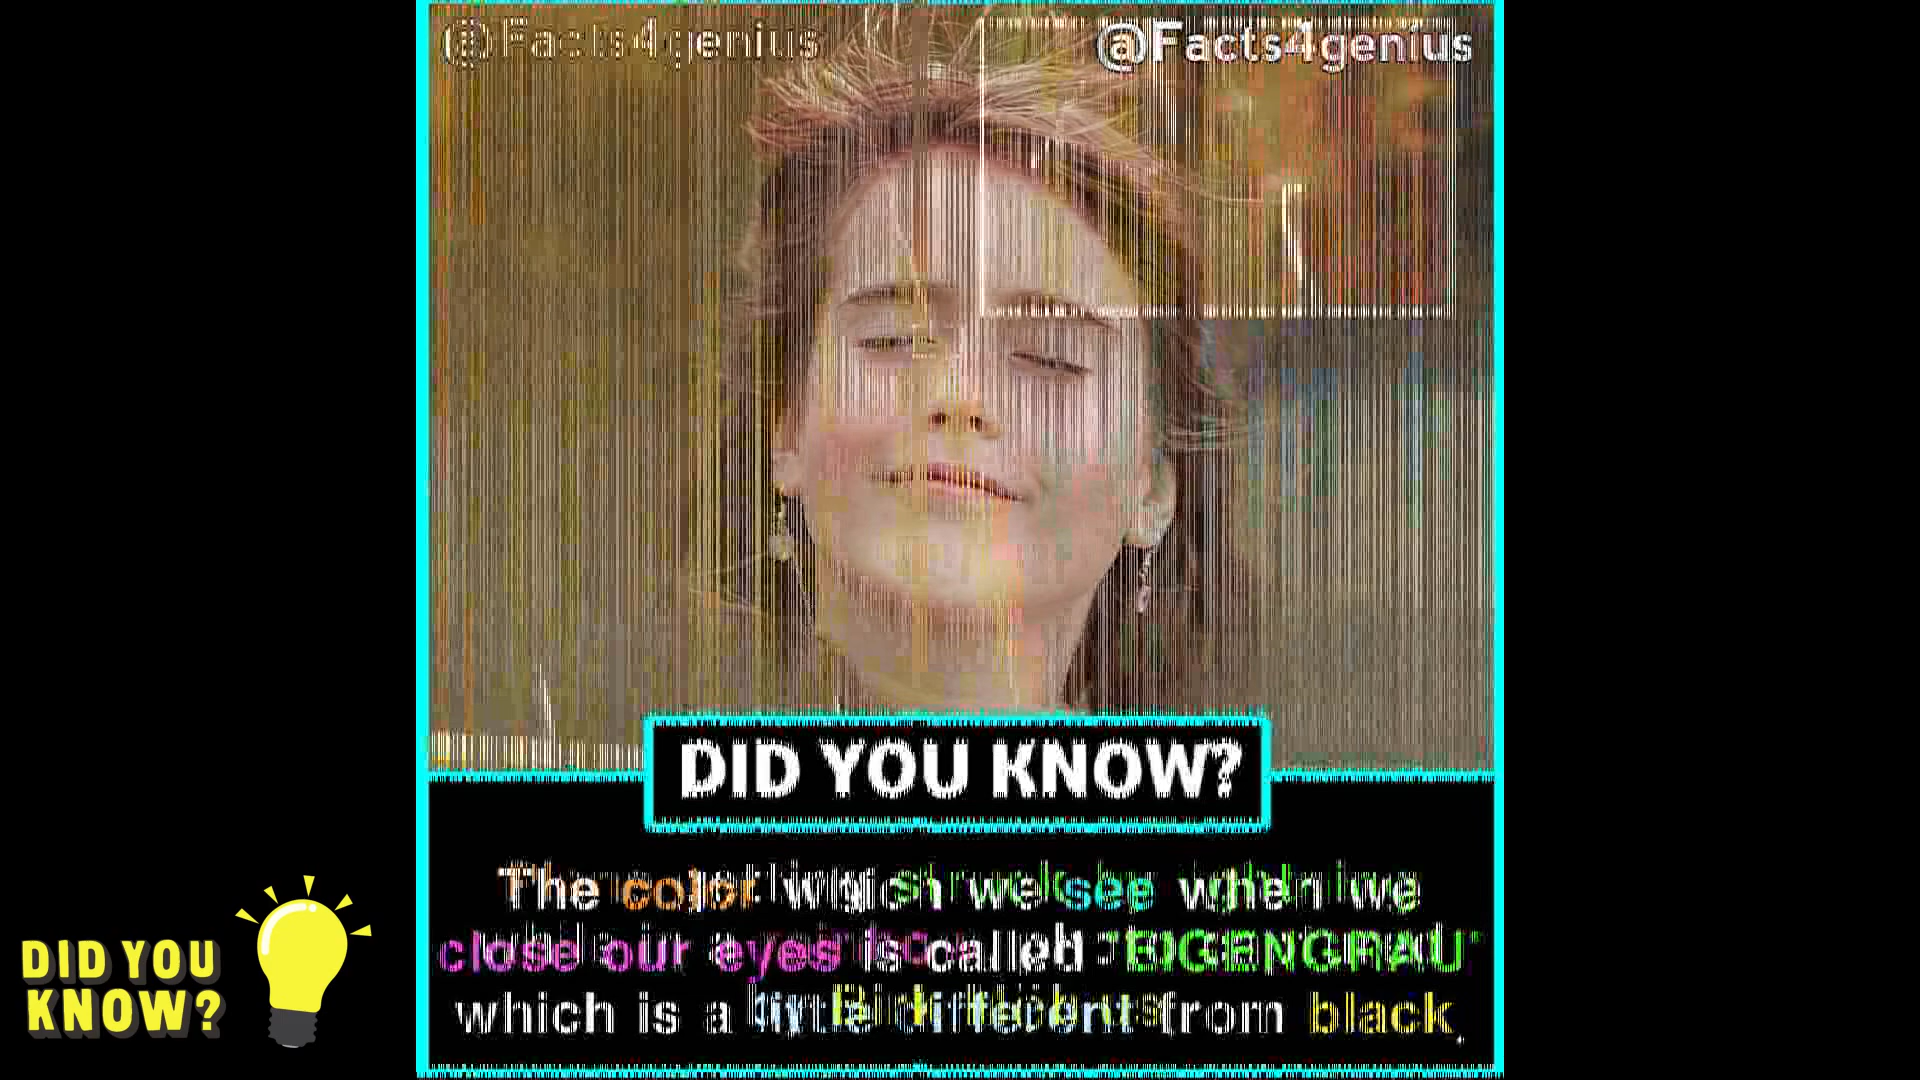 @Facts4genius @Facts4genius
DID YOU KNOW?
The color which we see when we
close our eyes is called "EIGENGRAU"
which is a little different from black.
DID YOU
KNOW?